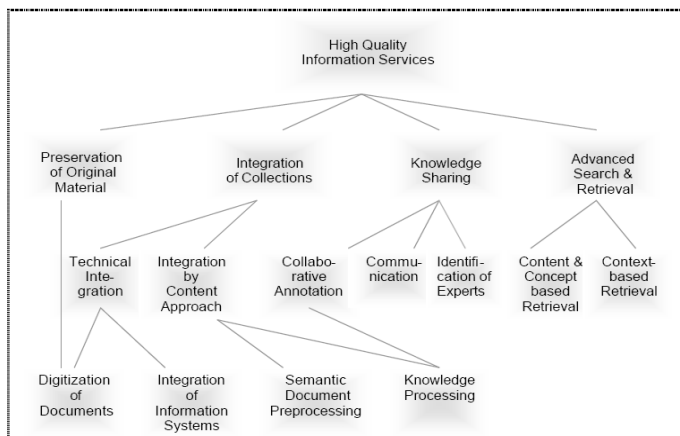 High Quality
Information Services
Preservation
of Original
Material
Integration
of Collections
Knowledge
Sharing
Advanced
Search &
Retrieval
Technical
Inte-
gration
Integration
by
Content
Approach
Collabo-
rative
Annotation
Commu-
nication
Identifi-
cation of
Experts
Content &
Concept
based
Retrieval
Context-
based
Retrieval
Digitization
of
Documents
Integration
of
Information
Systems
Semantic
Document
Preprocessing
Knowledge
Processing